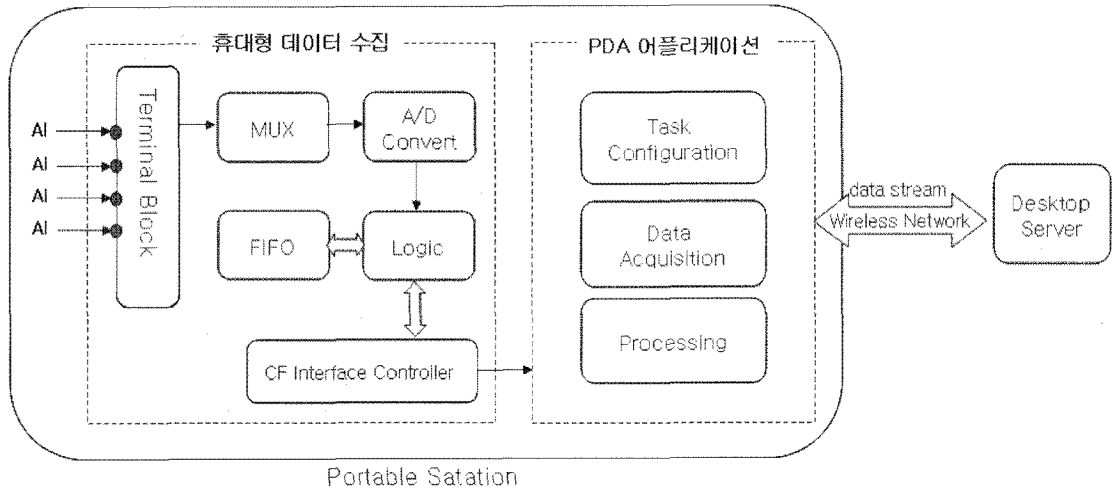 휴대형 데이터 수집
PDA 어플리케이션
AI
AI
AI
AI
Terminal Block
MUX
A/D
Convert
FIFO
Logic
CF Interface Controller
Task
Configuration
Data
Acquisition
Processing
data stream
Wireless Network
Desktop
Server
Portable Satation